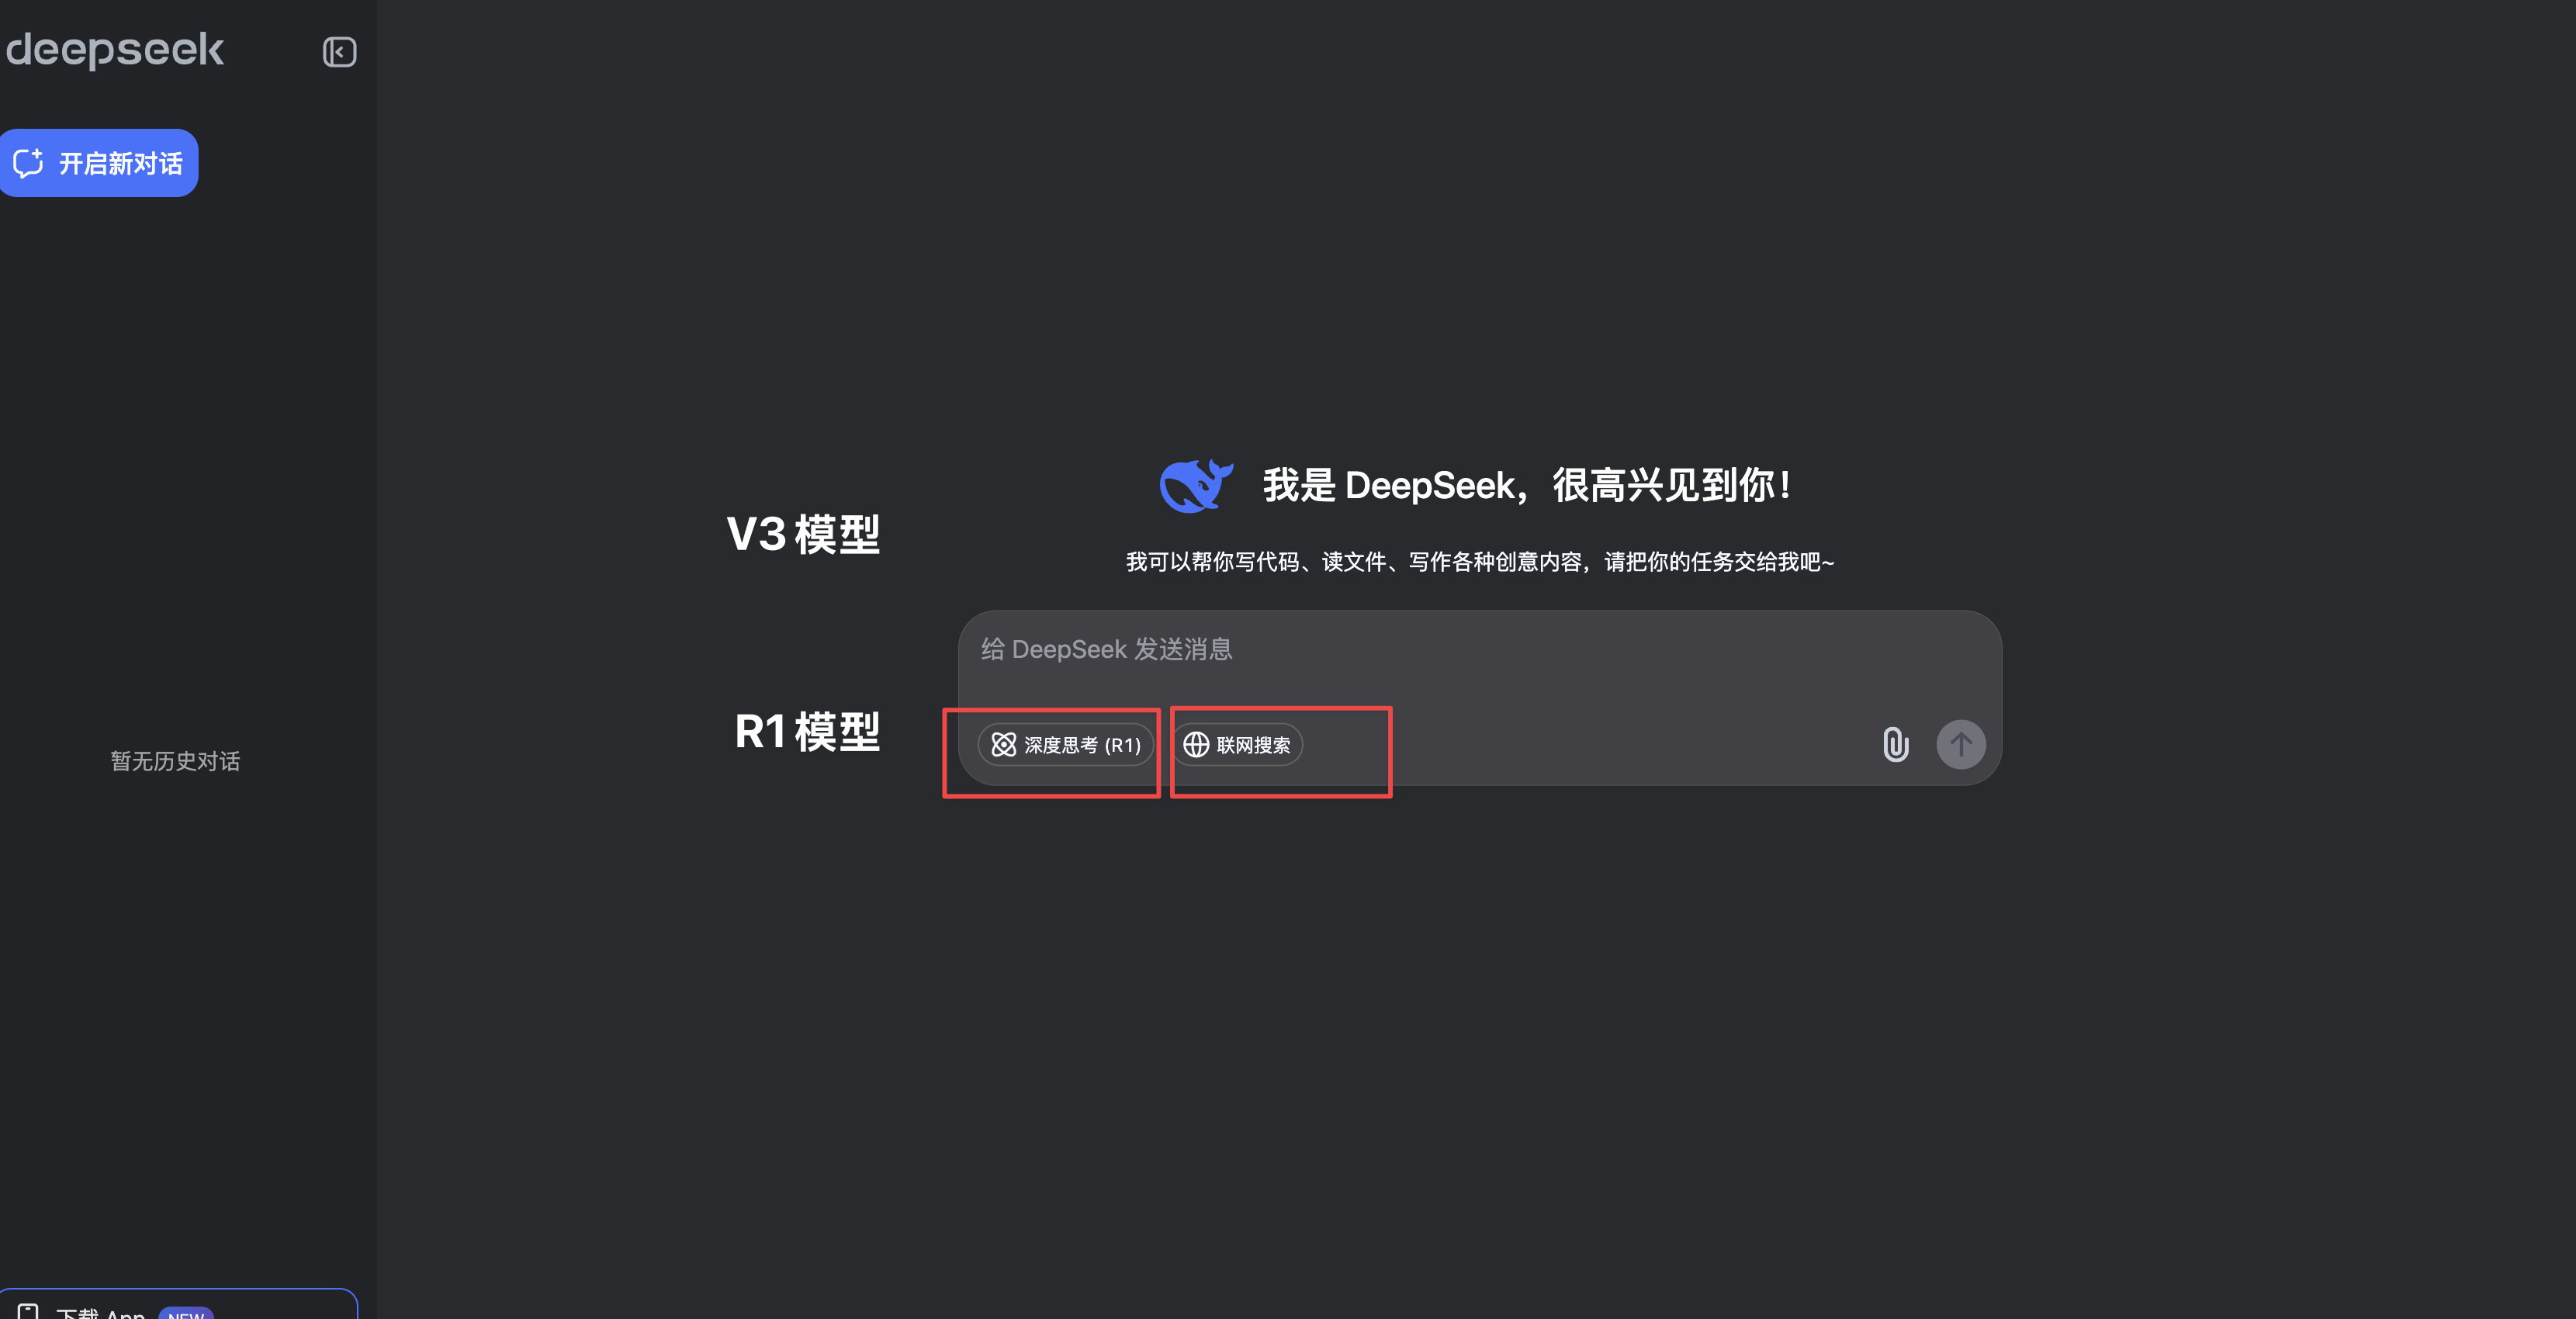 deepseek
开启新对话
暂无历史对话
下载 App NEW
我是 DeepSeek，很高兴见到你！
V3 模型
我可以帮你写代码、读文件、写作各种创意内容，请把你的任务交给我吧~
给 DeepSeek 发送消息
R1 模型
深度思考 (R1) 联网搜索